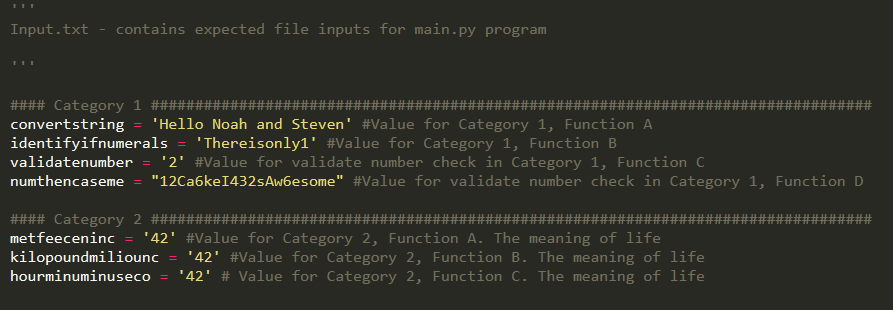 '''
Input.txt - contains expected file inputs for main.py program
'''
#### Category 1 ##################################################################################
convertstring = 'Hello Noah and Steven' #Value for Category 1, Function A
identifyifnumerals = 'Thereisonly1' #Value for Category 1, Function B
validatenumber = '2' #Value for validate number check in Category 1, Function C
numthencaseme = "12Ca6keI432sAw6esome" #Value for validate number check in Category 1, Function D
#### Category 2 ##################################################################################
metfeeceninc = '42' #Value for Category 2, Function A. The meaning of life
kilopoundmiliounc = '42' #Value for Category 2, Function B. The meaning of life
hourminuminuseco = '42' # Value for Category 2, Function C. The meaning of life